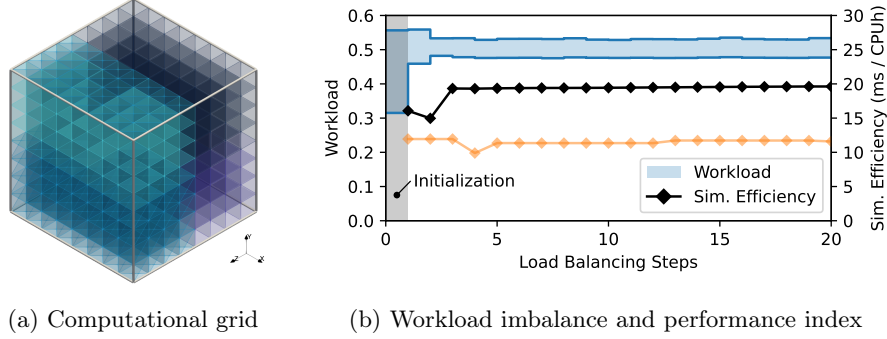 0.6
0.5
0.4
0.3
0.2
0.1
0.0
Workload
30
25
20
15
10
5
0
Sim. Efficiency (ms / CPUh)
Initialization
Workload
Sim. Efficiency
0 5 10 15 20
Load Balancing Steps
Y
Z X
(a) Computational grid
(b) Workload imbalance and performance index